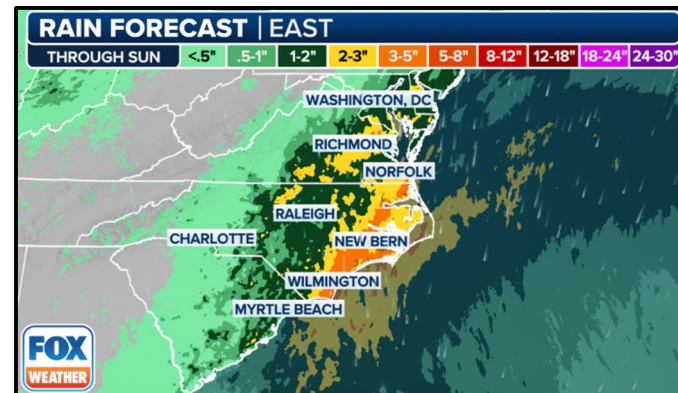 RAIN FORECAST | EAST
THROUGH SUN <.5" .5-1" 1-2" 2-3" 3-5" 5-8" 8-12" 12-18" 18-24" 24-30"
WASHINGTON, DC
RICHMOND
NORFOLK
RALEIGH
CHARLOTTE
NEW BERN
WILMINGTON
MYRTLE BEACH
FOX
WEATHER